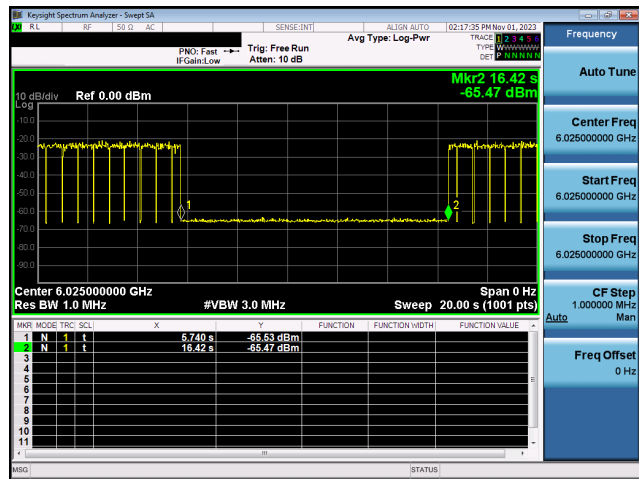 Keysight Spectrum Analyzer - Swept SA
RL RF 50 Ω AC SENSE:INT ALIGN AUTO 02:17:35 PM Nov 01, 2023
PNO: Fast Trig: Free Run Avg Type: Log-Pwr TRACE 1 2 3 4 5 6
IFGain:Low Atten: 10 dB TYPE WWWWWW
DET P N N N N N
Mkr2 16.42 s
10 dB/div Ref 0.00 dBm -65.47 dBm
Log
-10.0
-20.0
-30.0
-40.0
-50.0
-60.0
-70.0
-80.0
-90.0
1
2
Center 6.025000000 GHz Span 0 Hz
Res BW 1.0 MHz #VBW 3.0 MHz Sweep 20.00 s (1001 pts)
MKR MODE TRC SCL X Y FUNCTION FUNCTION WIDTH FUNCTION VALUE
1 N 1 t 5.740 s -65.53 dBm
2 N 1 t 16.42 s -65.47 dBm
3
4
5
6
7
8
9
10
11
MSG STATUS
Frequency
Auto Tune
Center Freq
6.025000000 GHz
Start Freq
6.025000000 GHz
Stop Freq
6.025000000 GHz
CF Step
1.000000 MHz
Auto Man
Freq Offset
0 Hz